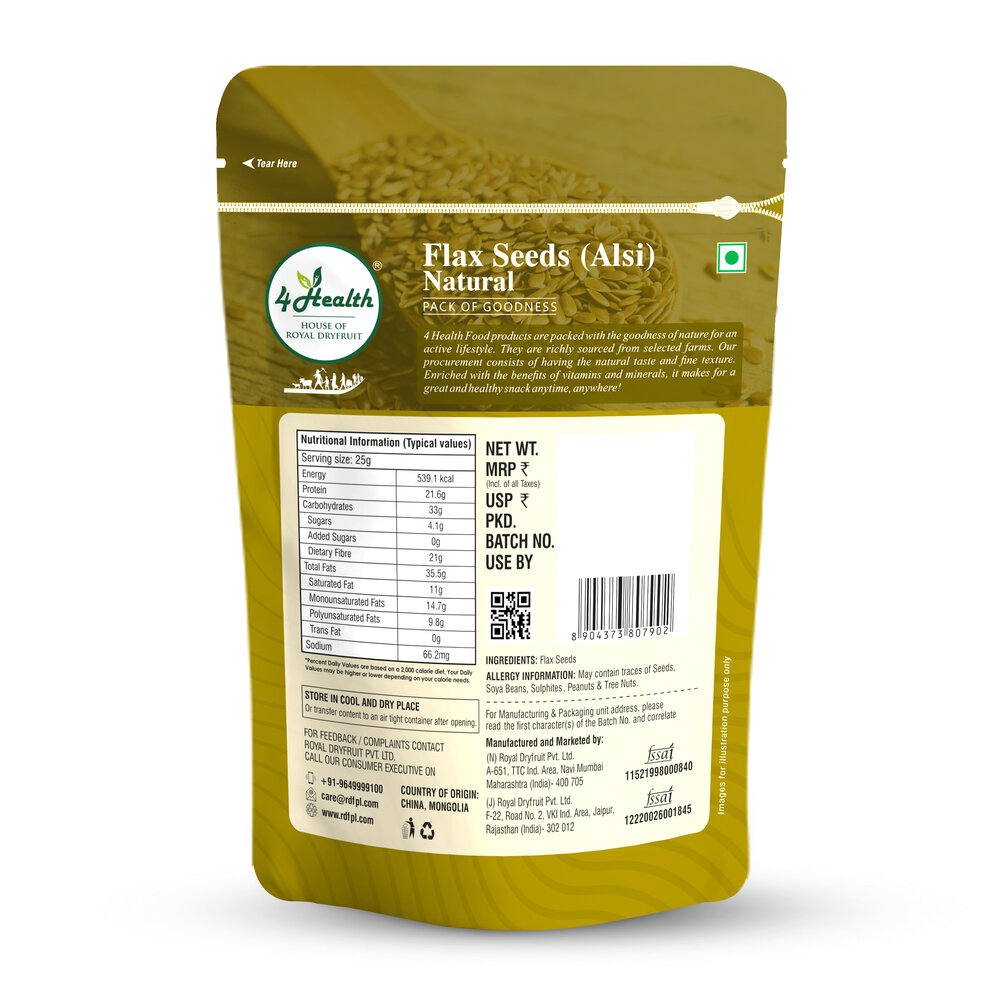 Tear Here
4 Health
®
HOUSE OF
ROYAL DRYFRUIT
Flax Seeds (Alsi)
Natural
PACK OF GOODNESS
4 Health Food products are packed with the goodness of nature for an
active lifestyle. They are richly sourced from selected farms. Our
procurement consists of having the natural taste and fine texture.
Enriched with the benefits of vitamins and minerals, it makes for a
great and healthy snack anytime, anywhere!
Nutritional Information (Typical values)
Serving size: 25g
Energy 539.1 kcal
Protein 21.6g
Carbohydrates 33g
Sugars 4.1g
Added Sugars 0g
Dietary Fibre 21g
Total Fats 35.5g
Saturated Fat 11g
Monounsaturated Fats 14.7g
Polyunsaturated Fats 9.8g
Trans Fat 0g
Sodium 66.2mg
*Percent Daily Values are based on a 2,000 calorie diet. Your Daily
Values may be higher or lower depending on your calorie needs.
STORE IN COOL AND DRY PLACE
Or transfer content to an air tight container after opening.
FOR FEEDBACK / COMPLAINTS CONTACT
ROYAL DRYFRUIT PVT. LTD.
CALL OUR CONSUMER EXECUTIVE ON
+91-9649999100
care@rdfpl.com
www.rdfpl.com
COUNTRY OF ORIGIN:
CHINA, MONGOLIA
NET WT.
MRP ₹
(Incl. of all Taxes)
USP ₹
PKD.
BATCH NO.
USE BY
8 904373 807902
INGREDIENTS: Flax Seeds
ALLERGY INFORMATION: May contain traces of Seeds,
Soya Beans, Sulphites, Peanuts & Tree Nuts.
For Manufacturing & Packaging unit address, please
read the first character(s) of the Batch No. and correlate
Manufactured and Marketed by:
(N) Royal Dryfruit Pvt. Ltd.
A-651, TTC Ind. Area, Navi Mumbai
Maharashtra (India)- 400 705
fssai
11521998000840
(J) Royal Dryfruit Pvt. Ltd.
F-22, Road No. 2, VKI Ind. Area, Jaipur,
Rajasthan (India)- 302 012
fssai
12220026001845
Images for illustration purpose only